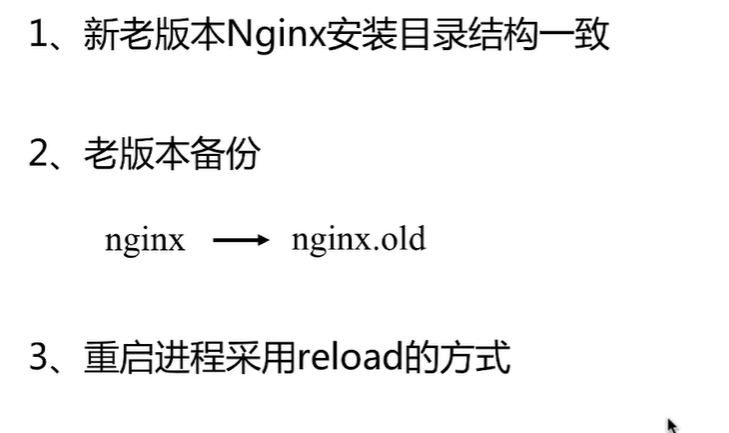 1、新老版本Nginx安装目录结构一致
2、老版本备份
nginx → nginx.old
3、重启进程采用reload的方式